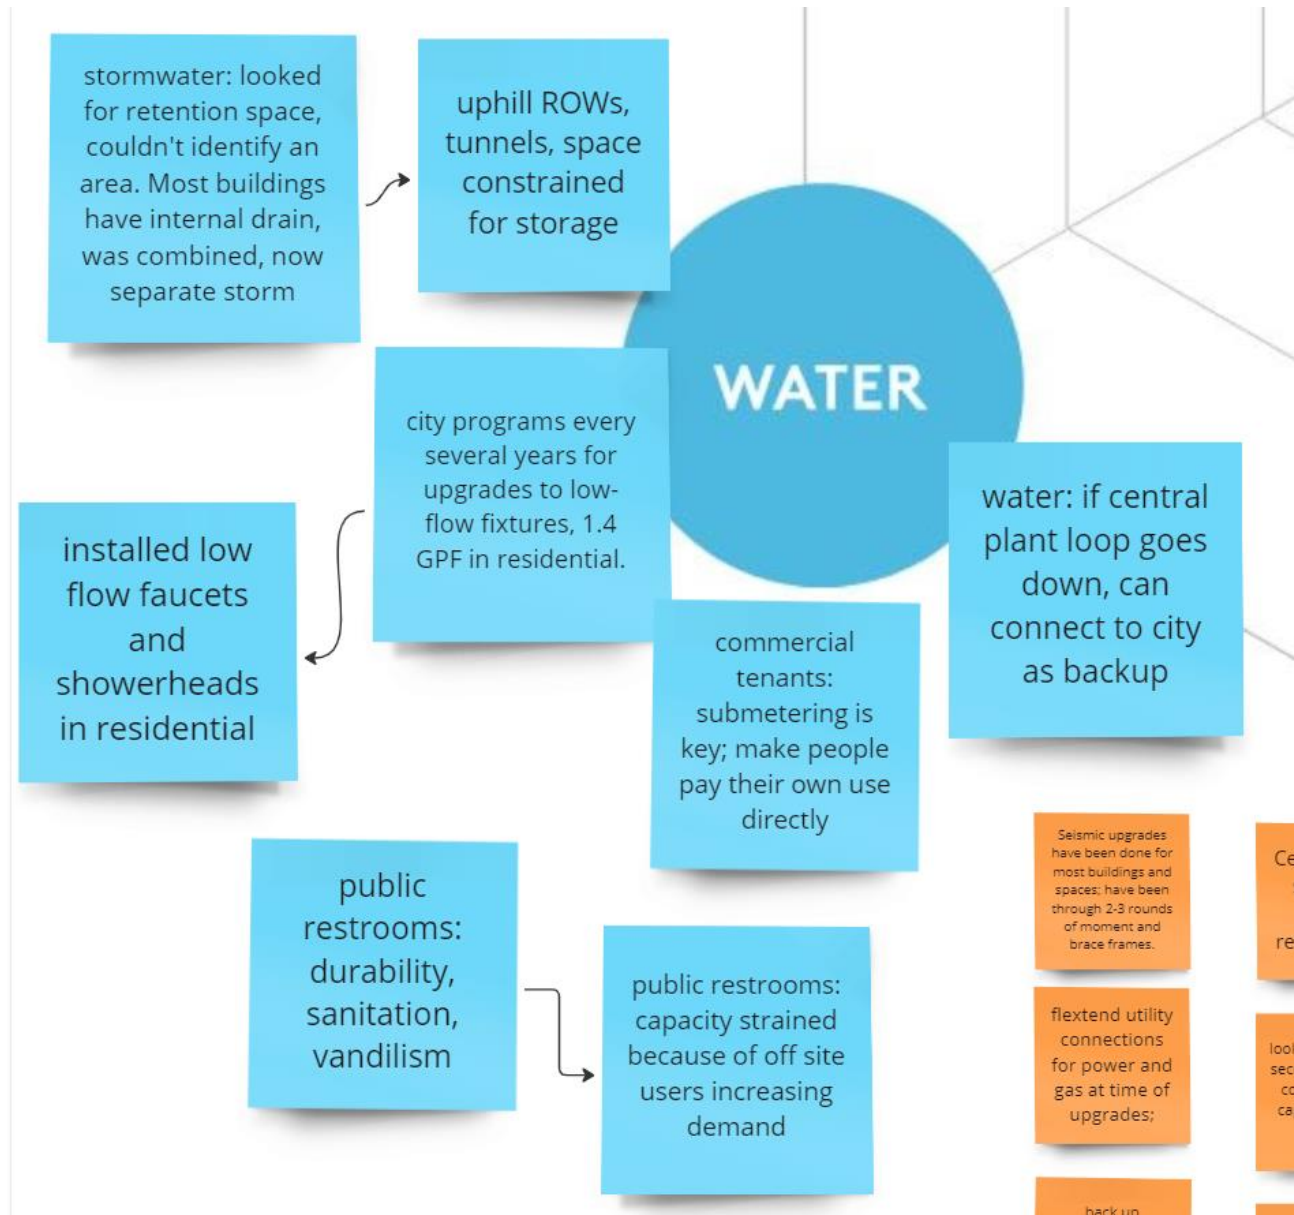 stormwater: looked
for retention space,
couldn't identify an
area. Most buildings
have internal drain,
was combined, now
separate storm
uphill ROWs,
tunnels, space
constrained
for storage
WATER
city programs every
several years for
upgrades to low-
flow fixtures, 1.4
GPF in residential.
installed low
flow faucets
and
showerheads
in residential
water: if central
plant loop goes
down, can
connect to city
as backup
commercial
tenants:
submetering is
key; make people
pay their own use
directly
public
restrooms:
durability,
sanitation,
vandilism
public restrooms:
capacity strained
because of off site
users increasing
demand
Seismic upgrades
have been done for
most buildings and
spaces; have been
through 2-3 rounds
of moment and
brace frames.
flextend utility
connections
for power and
gas at time of
upgrades;
back up